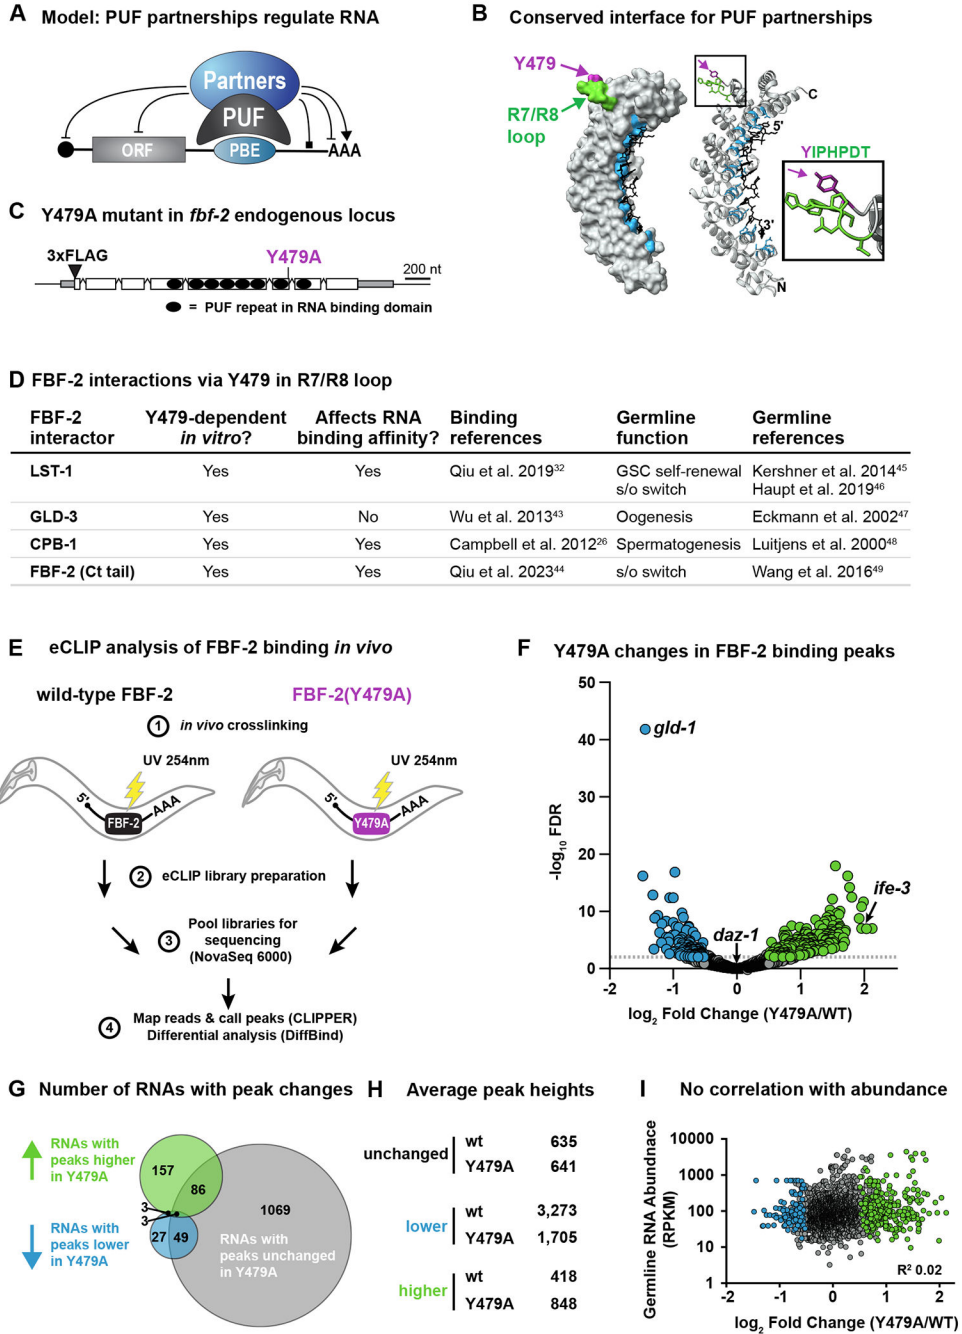 A Model: PUF partnerships regulate RNA
Partners
PUF
ORF
PBE
AAA
B Conserved interface for PUF partnerships
Y479
R7/R8
loop
C
5'
YIPHPDT
3'
N
C Y479A mutant in fbf-2 endogenous locus
3xFLAG
Y479A
200 nt
= PUF repeat in RNA binding domain
D FBF-2 interactions via Y479 in R7/R8 loop
FBF-2 interactor | Y479-dependent in vitro? | Affects RNA binding affinity? | Binding references | Germline function | Germline references
LST-1 Yes Yes Qiu et al. 2019³² GSC self-renewal Kershner et al. 2014⁴⁵
s/o switch Haupt et al. 2019⁴⁶
GLD-3 Yes No Wu et al. 2013⁴³ Oogenesis Eckmann et al. 2002⁴⁷
CPB-1 Yes Yes Campbell et al. 2012²⁶ Spermatogenesis Luitjens et al. 2000⁴⁸
FBF-2 (Ct tail) Yes Yes Qiu et al. 2023⁴⁴ s/o switch Wang et al. 2016⁴⁹
E eCLIP analysis of FBF-2 binding in vivo
wild-type FBF-2
FBF-2(Y479A)
1 in vivo crosslinking
UV 254nm
UV 254nm
5'
AAA
FBF-2
5'
AAA
Y479A
2 eCLIP library preparation
3 Pool libraries for
sequencing
(NovaSeq 6000)
4 Map reads & call peaks (CLIPPER)
Differential analysis (DiffBind)
F Y479A changes in FBF-2 binding peaks
50
40
30
20
10
0
-log₁₀ FDR
gld-1
ife-3
daz-1
-2 -1 0 1 2
log₂ Fold Change (Y479A/WT)
G Number of RNAs with peak changes
RNAs with
peaks higher
in Y479A
RNAs with
peaks lower
in Y479A
157
86
3
3
27
49
1069
RNAs with
peaks unchanged
in Y479A
H Average peak heights
unchanged
wt 635
Y479A 641
lower
wt 3,273
Y479A 1,705
higher
wt 418
Y479A 848
I No correlation with abundance
Germline RNA Abundnace
(RPKM)
10000
1000
100
10
1
R² 0.02
-2 -1 0 1 2
log₂ Fold Change (Y479A/WT)